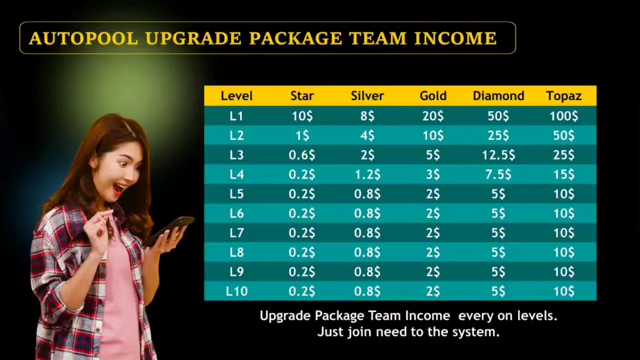 AUTOPOOL UPGRADE PACKAGE TEAM INCOME
Level Star Silver Gold Diamond Topaz
L1 10$ 8$ 20$ 50$ 100$
L2 1$ 4$ 10$ 25$ 50$
L3 0.6$ 2$ 5$ 12.5$ 25$
L4 0.2$ 1.2$ 3$ 7.5$ 15$
L5 0.2$ 0.8$ 2$ 5$ 10$
L6 0.2$ 0.8$ 2$ 5$ 10$
L7 0.2$ 0.8$ 2$ 5$ 10$
L8 0.2$ 0.8$ 2$ 5$ 10$
L9 0.2$ 0.8$ 2$ 5$ 10$
L10 0.2$ 0.8$ 2$ 5$ 10$
Upgrade Package Team Income every on levels.
Just join need to the system.